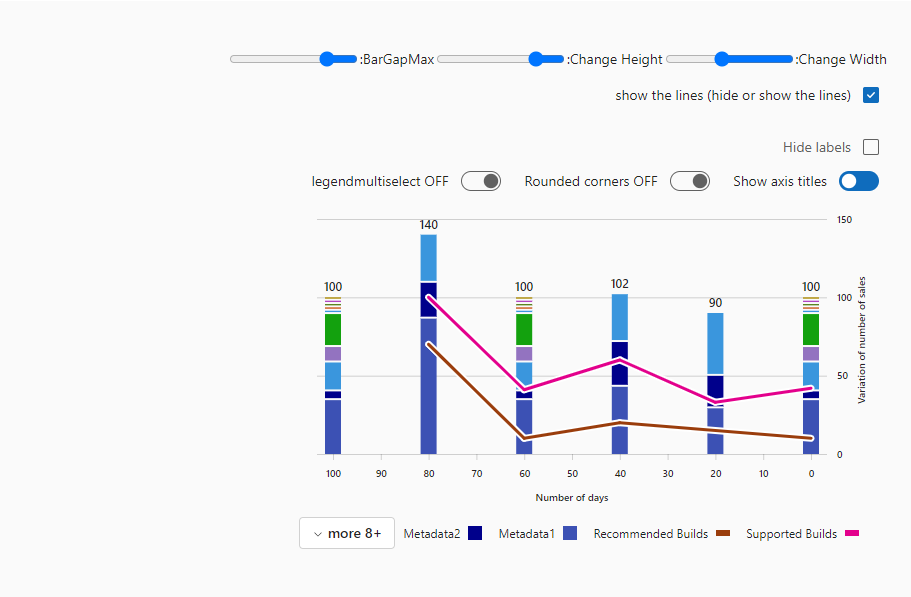 :BarGapMax :Change Height :Change Width
show the lines (hide or show the lines)
Hide labels
legendmultiselect OFF Rounded corners OFF Show axis titles
150
140
100 100 102 90 100
100
50
0
Variation of number of sales
100 90 80 70 60 50 40 30 20 10 0
Number of days
more 8+ Metadata2 Metadata1 Recommended Builds Supported Builds